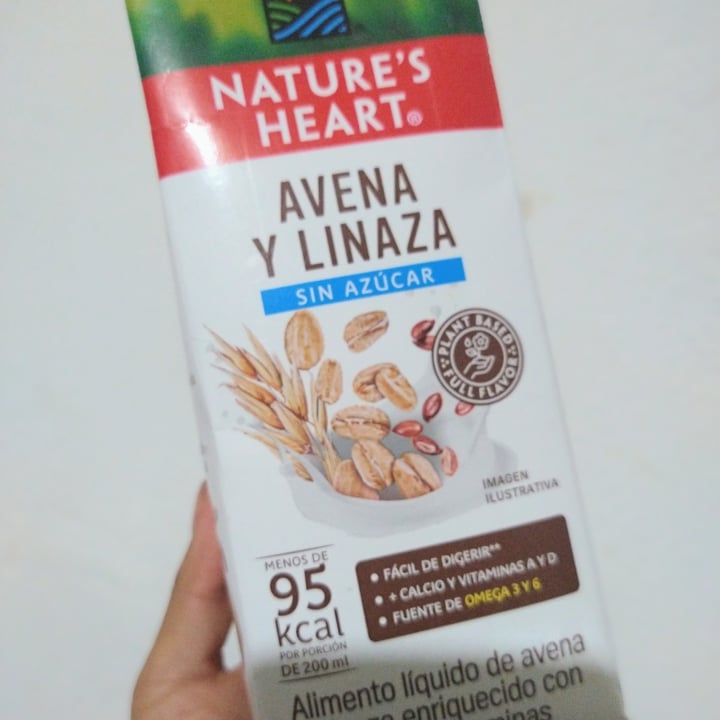 NATURE'S
HEART®
AVENA
Y LINAZA
SIN AZÚCAR
PLANT BASED
FULL FLAVOR
IMAGEN
ILUSTRATIVA
MENOS DE
95
kcal
POR PORCIÓN
DE 200 ml
• FÁCIL DE DIGERIR**
• + CALCIO Y VITAMINAS A Y D
• FUENTE DE OMEGA 3 Y 6
Alimento líquido de avena
enriquecido con